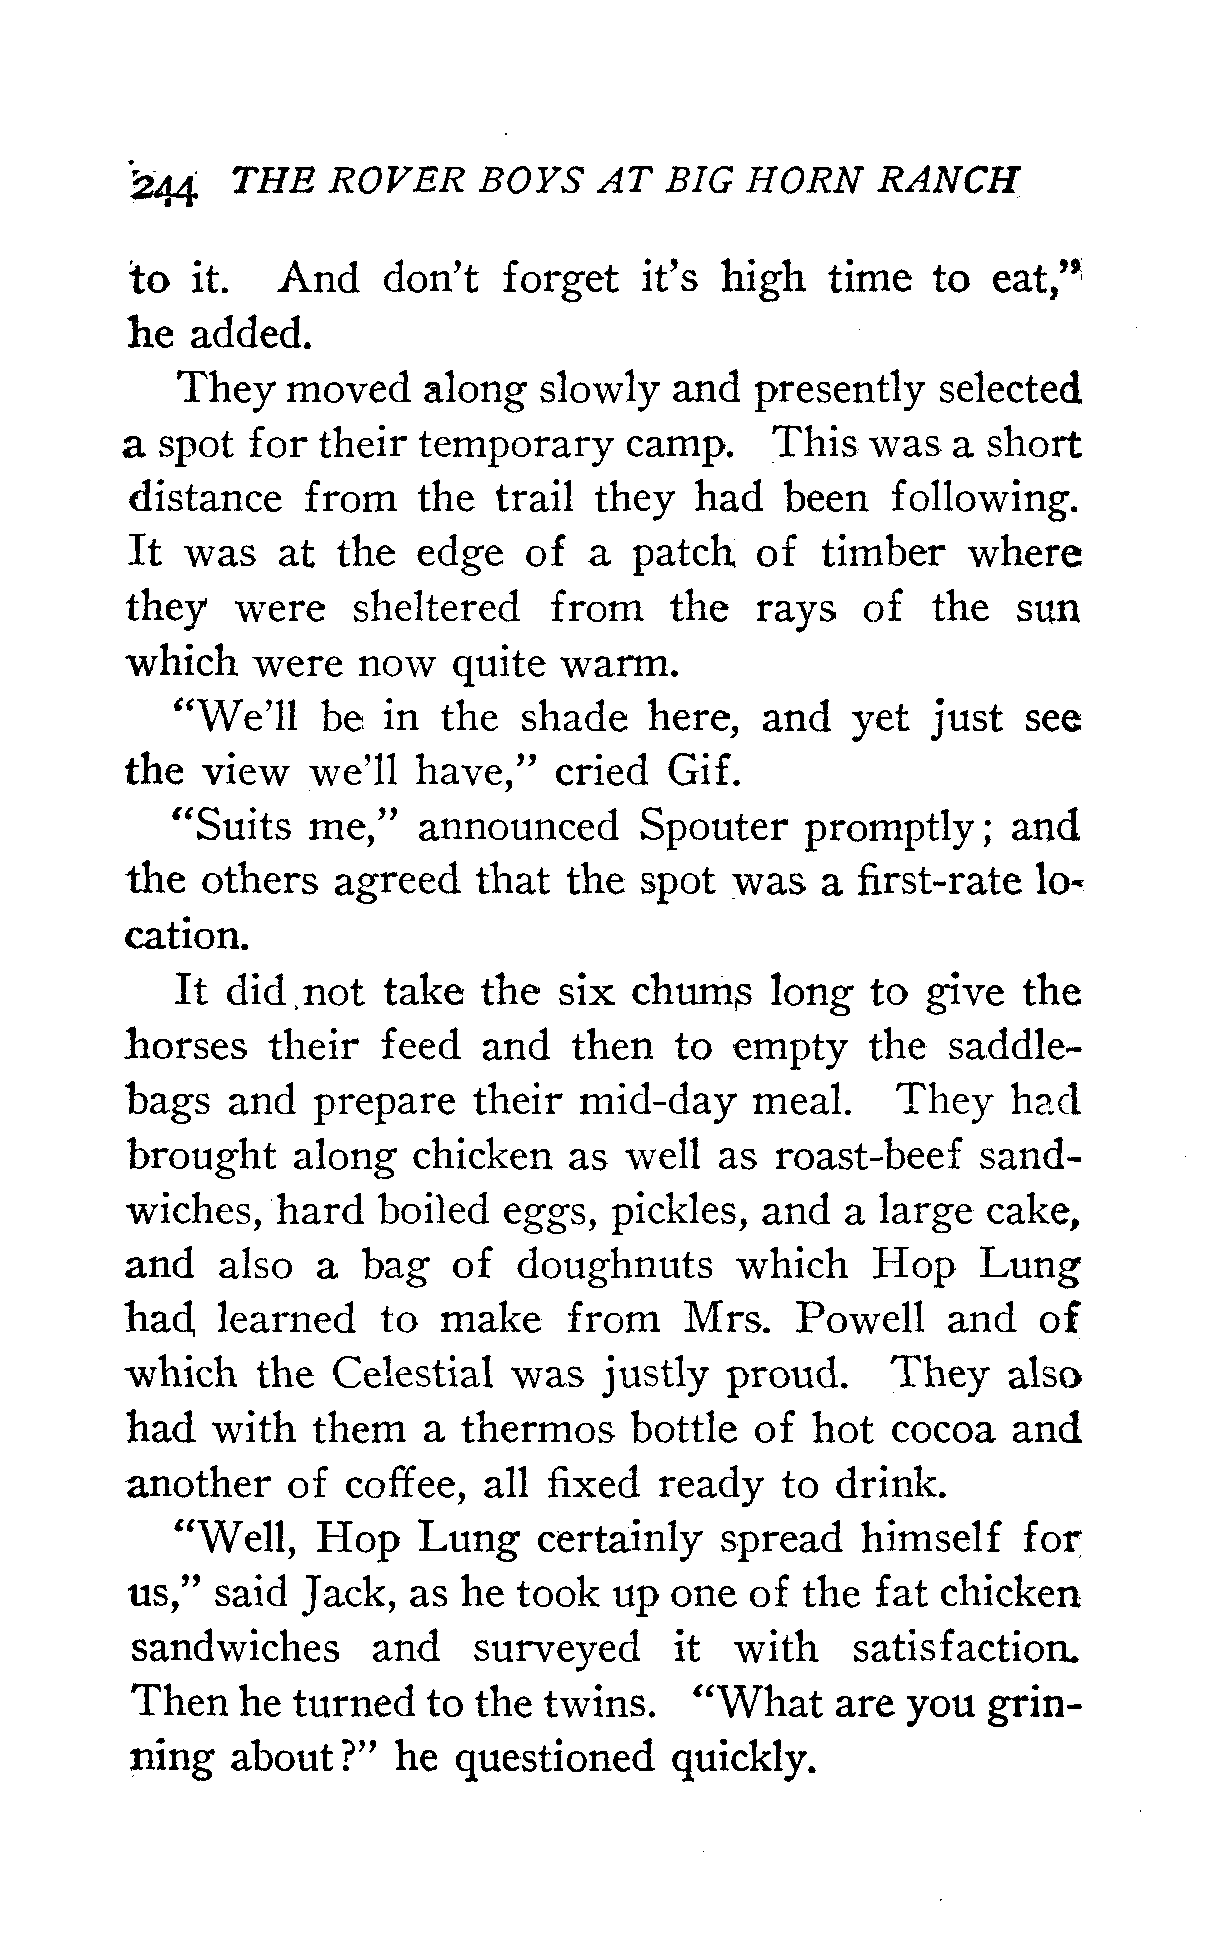 244 THE ROVER BOYS AT BIG HORN RANCH
to it. And don't forget it's high time to eat,"
he added.
They moved along slowly and presently selected
a spot for their temporary camp. This was a short
distance from the trail they had been following.
It was at the edge of a patch of timber where
they were sheltered from the rays of the sun
which were now quite warm.
"We'll be in the shade here, and yet just see
the view we'll have," cried Gif.
"Suits me," announced Spouter promptly; and
the others agreed that the spot was a first-rate lo-
cation.
It did not take the six chums long to give the
horses their feed and then to empty the saddle-
bags and prepare their mid-day meal. They had
brought along chicken as well as roast-beef sand-
wiches, hard boiled eggs, pickles, and a large cake,
and also a bag of doughnuts which Hop Lung
had learned to make from Mrs. Powell and of
which the Celestial was justly proud. They also
had with them a thermos bottle of hot cocoa and
another of coffee, all fixed ready to drink.
"Well, Hop Lung certainly spread himself for
us," said Jack, as he took up one of the fat chicken
sandwiches and surveyed it with satisfaction.
Then he turned to the twins. "What are you grin-
ning about?" he questioned quickly.